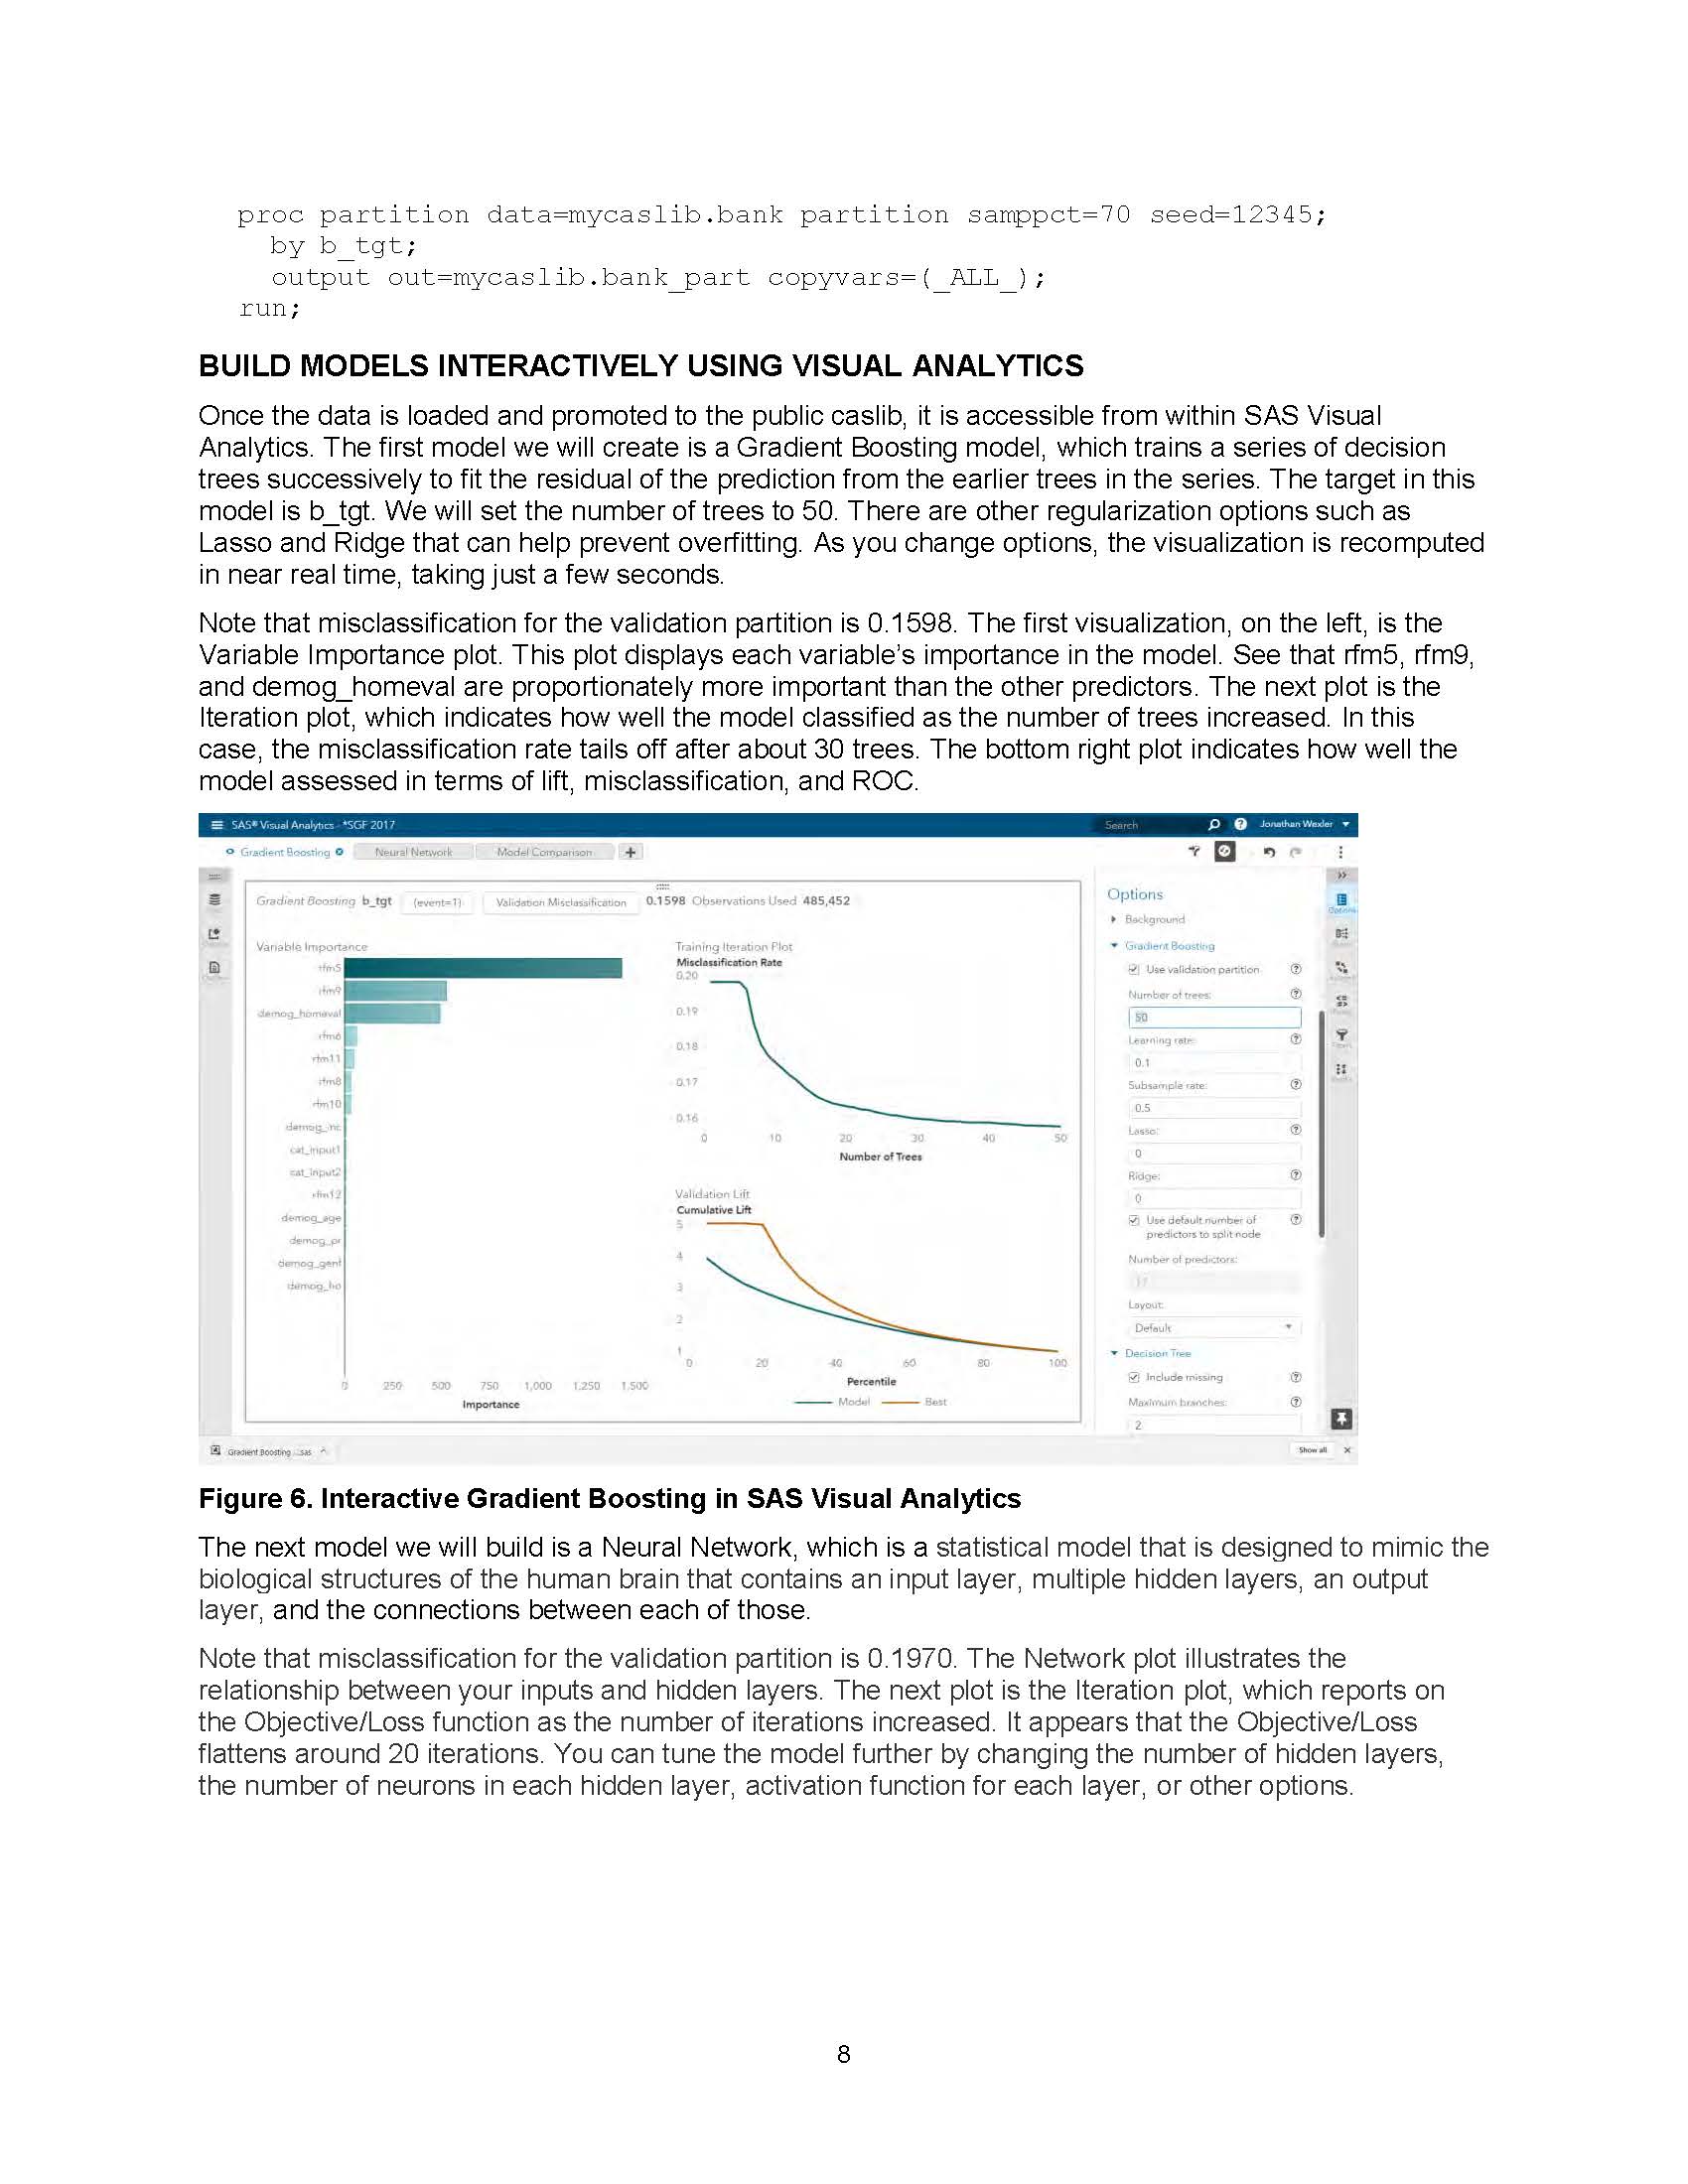 proc partition data=mycaslib.bank partition samppct=70 seed=12345;
by b_tgt;
output out=mycaslib.bank_part copyvars=(_ALL_);
run;
BUILD MODELS INTERACTIVELY USING VISUAL ANALYTICS
Once the data is loaded and promoted to the public caslib, it is accessible from within SAS Visual
Analytics. The first model we will create is a Gradient Boosting model, which trains a series of decision
trees successively to fit the residual of the prediction from the earlier trees in the series. The target in this
model is b_tgt. We will set the number of trees to 50. There are other regularization options such as
Lasso and Ridge that can help prevent overfitting. As you change options, the visualization is recomputed
in near real time, taking just a few seconds.
Note that misclassification for the validation partition is 0.1598. The first visualization, on the left, is the
Variable Importance plot. This plot displays each variable's importance in the model. See that rfm5, rfm9,
and demog_homeval are proportionately more important than the other predictors. The next plot is the
Iteration plot, which indicates how well the model classified as the number of trees increased. In this
case, the misclassification rate tails off after about 30 trees. The bottom right plot indicates how well the
model assessed in terms of lift, misclassification, and ROC.
SAS® Visual Analytics - *SGF 2017 Search Jonathan Wexler
Gradient Boosting Neural Network Model Comparison +
Gradient Boosting b_tgt (event=1) Validation Misclassification 0.1598 Observations Used 485,452
Variable Importance
rfm5
rfm9
demog_homeval
rfm6
rfm11
rfm8
rfm10
demog_inc
cat_input1
cat_input2
rfm12
demog_age
demog_pr
demog_genf
demog_ho
0 250 500 750 1,000 1,250 1,500
Importance
Training Iteration Plot
Misclassification Rate
0.20
0.19
0.18
0.17
0.16
0 10 20 30 40 50
Number of Trees
Validation Lift
Cumulative Lift
5
4
3
2
1
0 20 40 60 80 100
Percentile
Model Best
Options
Background
Gradient Boosting
Use validation partition
Number of trees:
50
Learning rate:
0.1
Subsample rate:
0.5
Lasso:
0
Ridge:
0
Use default number of
predictors to split node
Number of predictors:
Layout:
Default
Decision Tree
Include missing
Maximum branches:
2
Options
Gradient Boosting ....sas Show all
Figure 6. Interactive Gradient Boosting in SAS Visual Analytics
The next model we will build is a Neural Network, which is a statistical model that is designed to mimic the
biological structures of the human brain that contains an input layer, multiple hidden layers, an output
layer, and the connections between each of those.
Note that misclassification for the validation partition is 0.1970. The Network plot illustrates the
relationship between your inputs and hidden layers. The next plot is the Iteration plot, which reports on
the Objective/Loss function as the number of iterations increased. It appears that the Objective/Loss
flattens around 20 iterations. You can tune the model further by changing the number of hidden layers,
the number of neurons in each hidden layer, activation function for each layer, or other options.
8